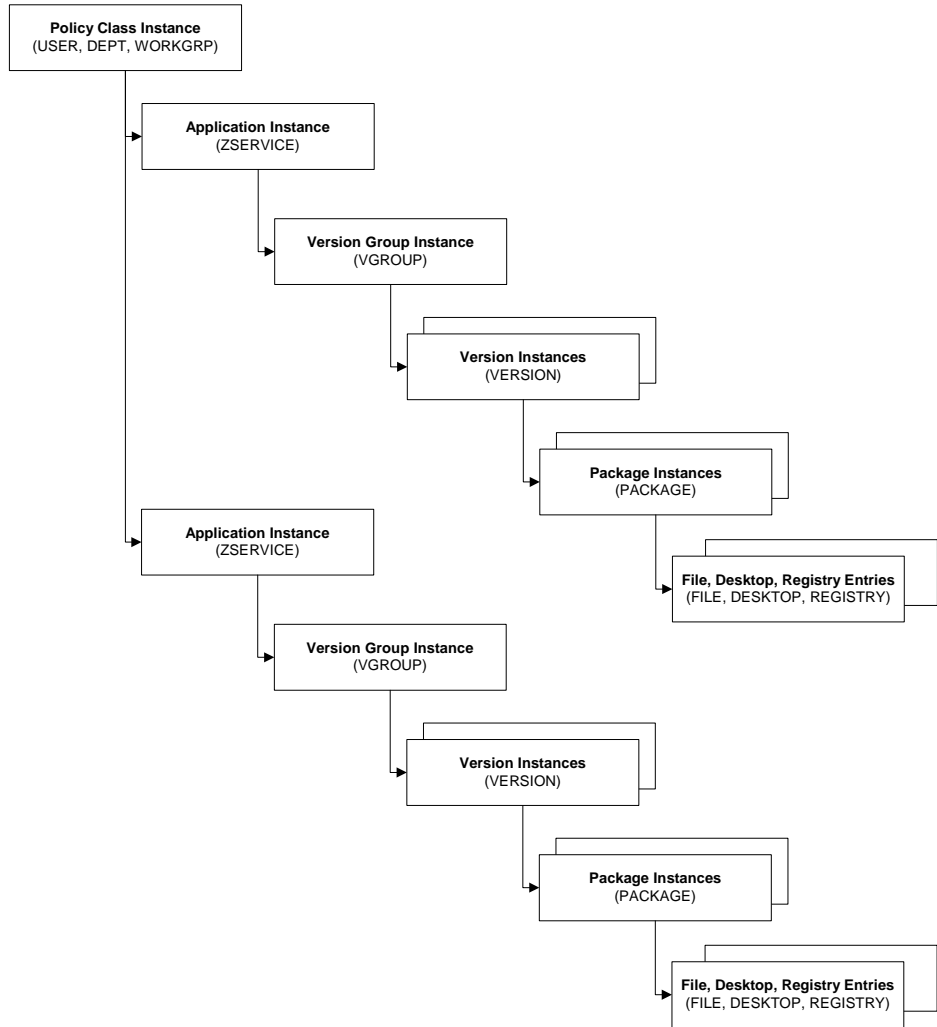 Policy Class Instance
(USER, DEPT, WORKGRP)
Application Instance
(ZSERVICE)
Version Group Instance
(VGROUP)
Version Instances
(VERSION)
Package Instances
(PACKAGE)
File, Desktop, Registry Entries
(FILE, DESKTOP, REGISTRY)
Application Instance
(ZSERVICE)
Version Group Instance
(VGROUP)
Version Instances
(VERSION)
Package Instances
(PACKAGE)
File, Desktop, Registry Entries
(FILE, DESKTOP, REGISTRY)